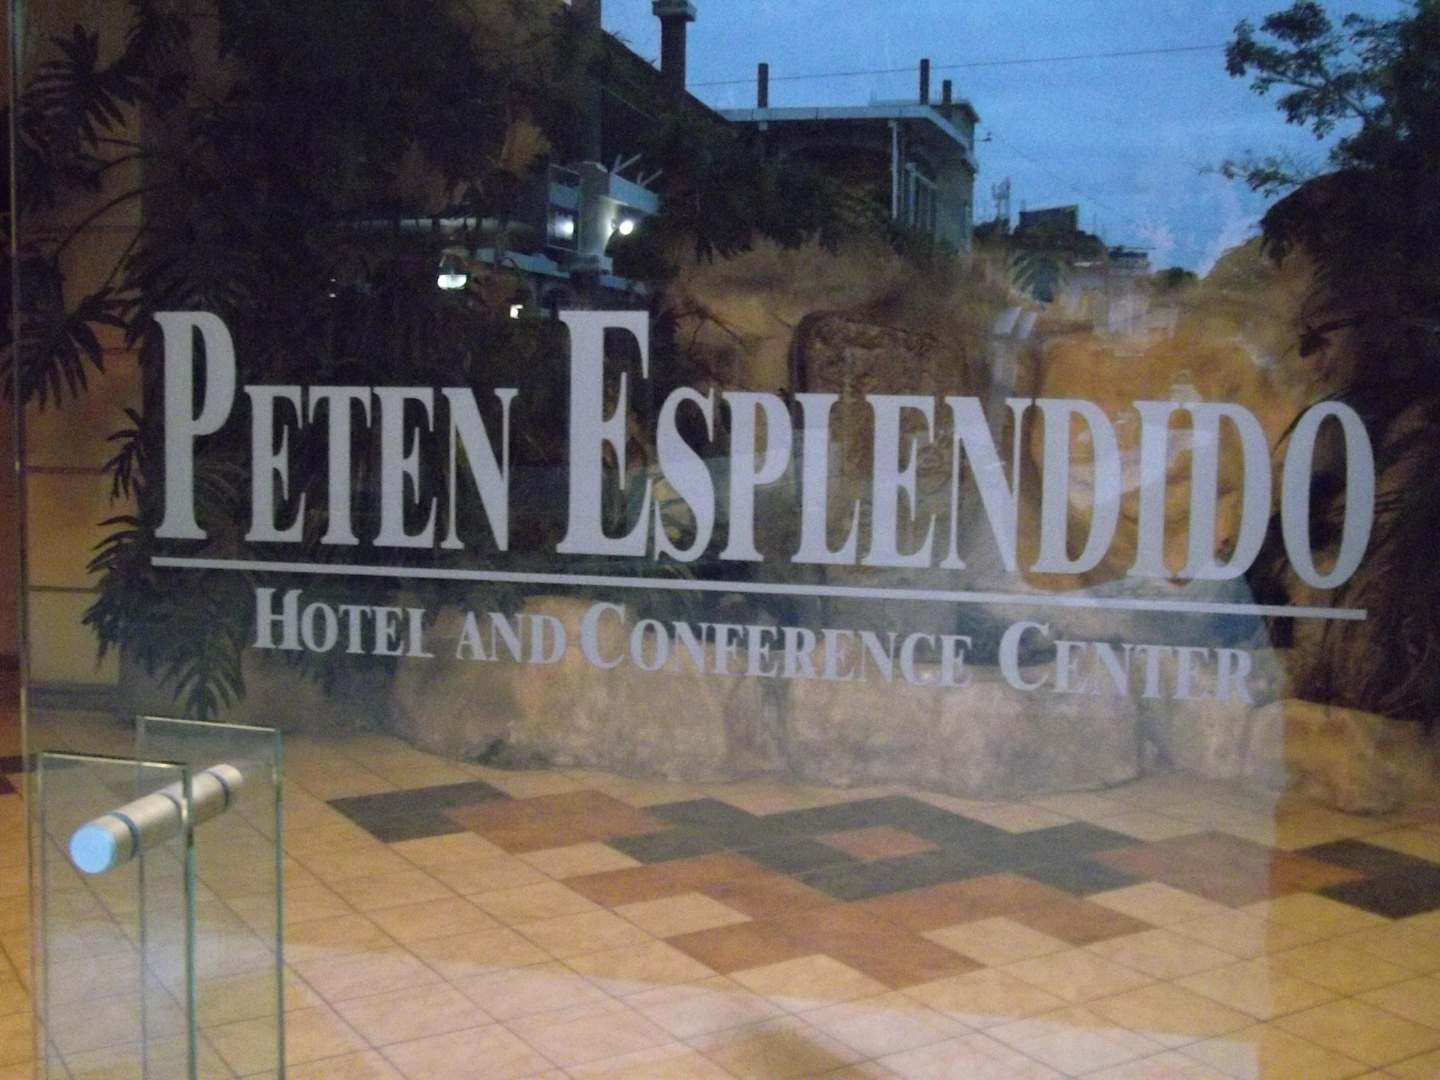 PETEN ESPLENDIDO
HOTEL AND CONFERENCE CENTER